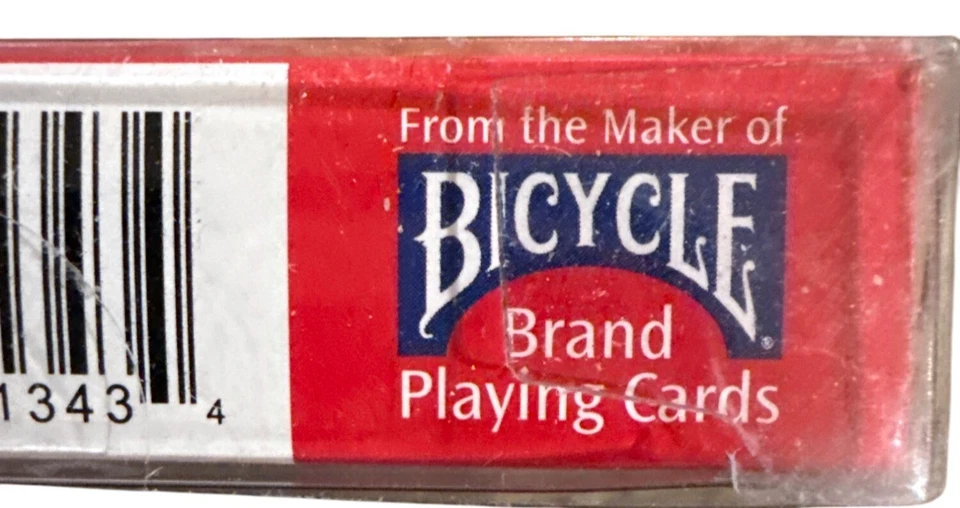 From the Maker of
BICYCLE®
Brand
Playing Cards
1343 4